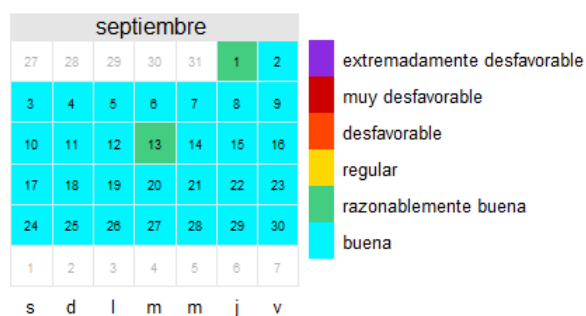 septiembre
27 28 29 30 31 1 2
3 4 5 6 7 8 9
10 11 12 13 14 15 16
17 18 19 20 21 22 23
24 25 26 27 28 29 30
1 2 3 4 5 6 7
s d l m m j v
extremadamente desfavorable
muy desfavorable
desfavorable
regular
razonablemente buena
buena